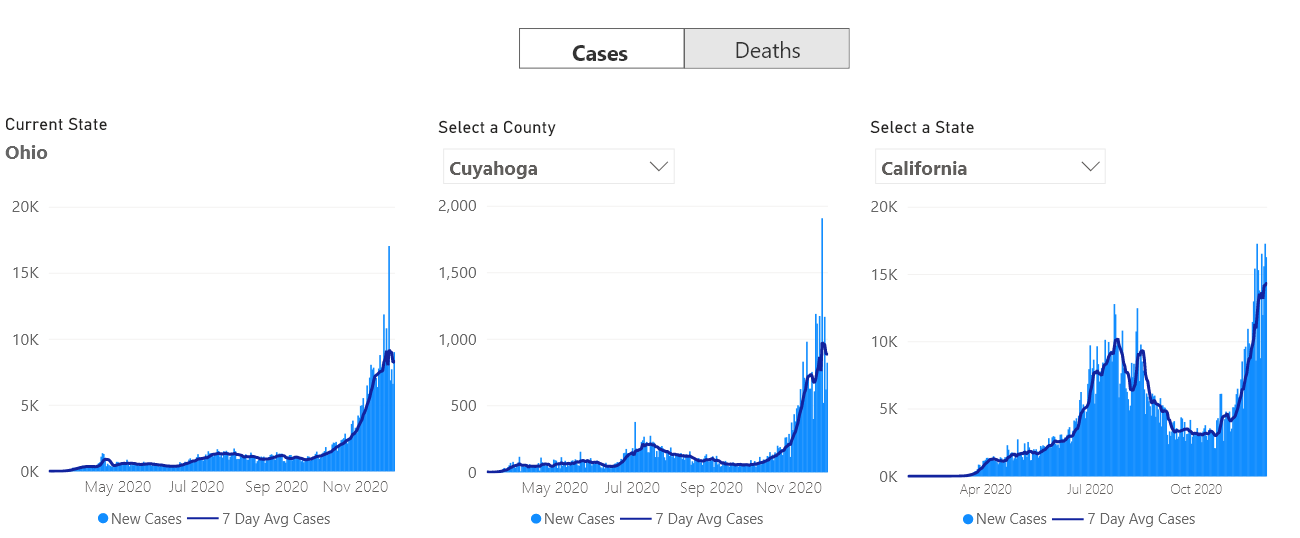 Cases Deaths
Current State
Ohio
20K
15K
10K
5K
0K
May 2020 Jul 2020 Sep 2020 Nov 2020
New Cases 7 Day Avg Cases
Select a County
Cuyahoga
2,000
1,500
1,000
500
0
May 2020 Jul 2020 Sep 2020 Nov 2020
New Cases 7 Day Avg Cases
Select a State
California
20K
15K
10K
5K
0K
Apr 2020 Jul 2020 Oct 2020
New Cases 7 Day Avg Cases